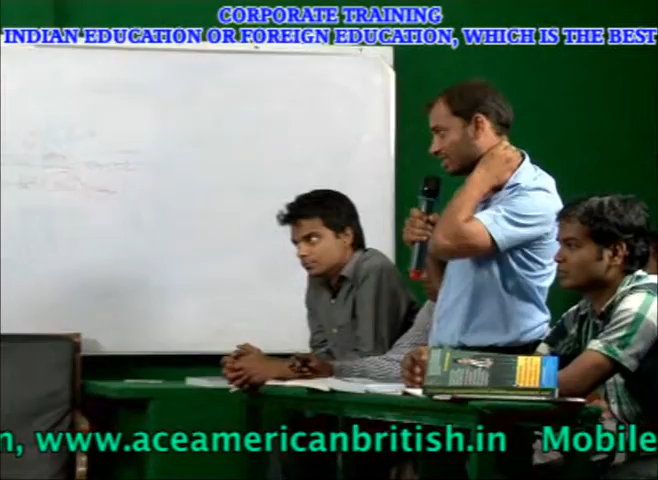 CORPORATE TRAINING
INDIAN EDUCATION OR FOREIGN EDUCATION, WHICH IS THE BEST
n, www.aceamericanbritish.in Mobile